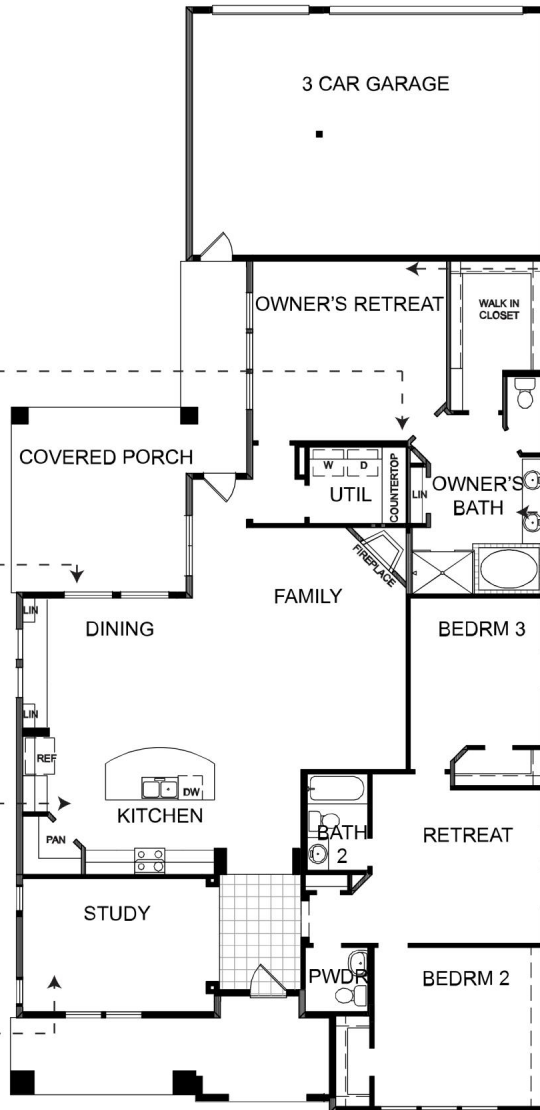 3 CAR GARAGE
OWNER'S RETREAT
WALK IN
CLOSET
COVERED PORCH
W
D
COUNTERTOP
UTIL
LIN
OWNER'S
BATH
FIREPLACE
FAMILY
LIN
DINING
BEDRM 3
LIN
REF
DW
KITCHEN
PAN
BATH
2
RETREAT
STUDY
PWDR
BEDRM 2